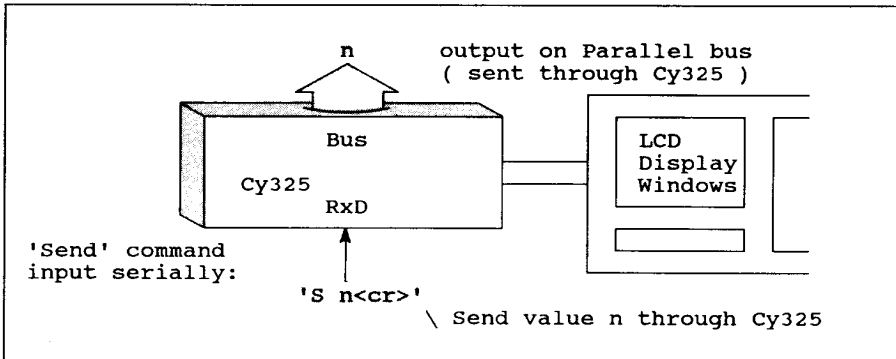 n
output on Parallel bus
( sent through Cy325 )
Bus
Cy325
RxD
LCD
Display
Windows
'Send' command
input serially:
'S n<cr>'
\ Send value n through Cy325